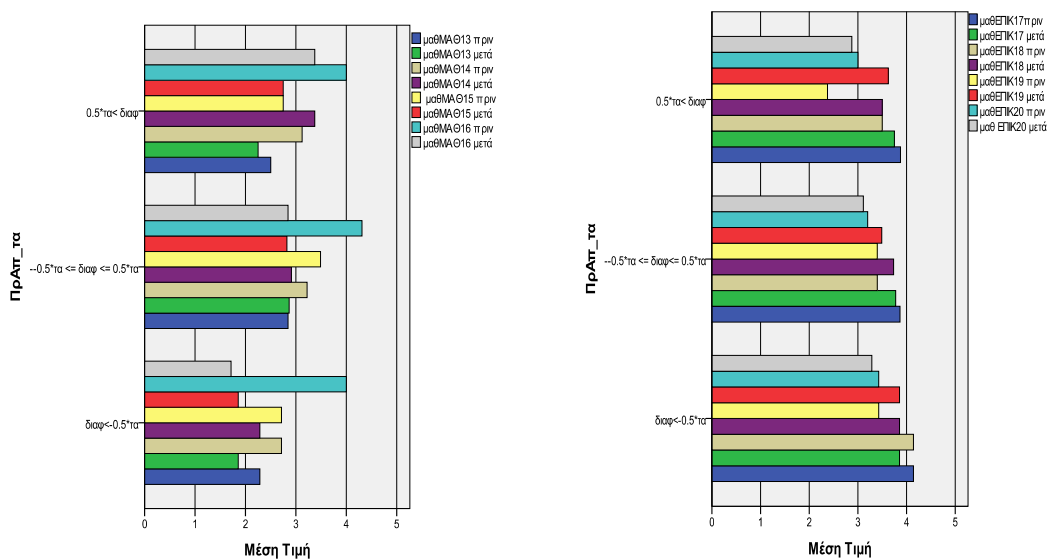 μαθΜΑΘ13 πριν
μαθΜΑΘ13 μετά
μαθΜΑΘ14 πριν
μαθΜΑΘ14 μετά
μαθΜΑΘ15 πριν
μαθΜΑΘ15 μετά
μαθΜΑΘ16 πριν
μαθΜΑΘ16 μετά
0.5*τα< διαφ
--0.5*τα <= διαφ <= 0.5*τα
διαφ<-0.5*τα
ΠρΑπ_τα
0 1 2 3 4 5
Μέση Τιμή
μαθΕΠΙΚ17πριν
μαθΕΠΙΚ17 μετά
μαθΕΠΙΚ18 πριν
μαθΕΠΙΚ18 μετά
μαθΕΠΙΚ19 πριν
μαθΕΠΙΚ19 μετά
μαθΕΠΙΚ20 πριν
μαθ ΕΠΙΚ20 μετά
0.5*τα< διαφ
--0.5*τα <= διαφ<= 0.5*τα
διαφ<-0.5*τα
ΠρΑπ_τα
0 1 2 3 4 5
Μέση Τιμή